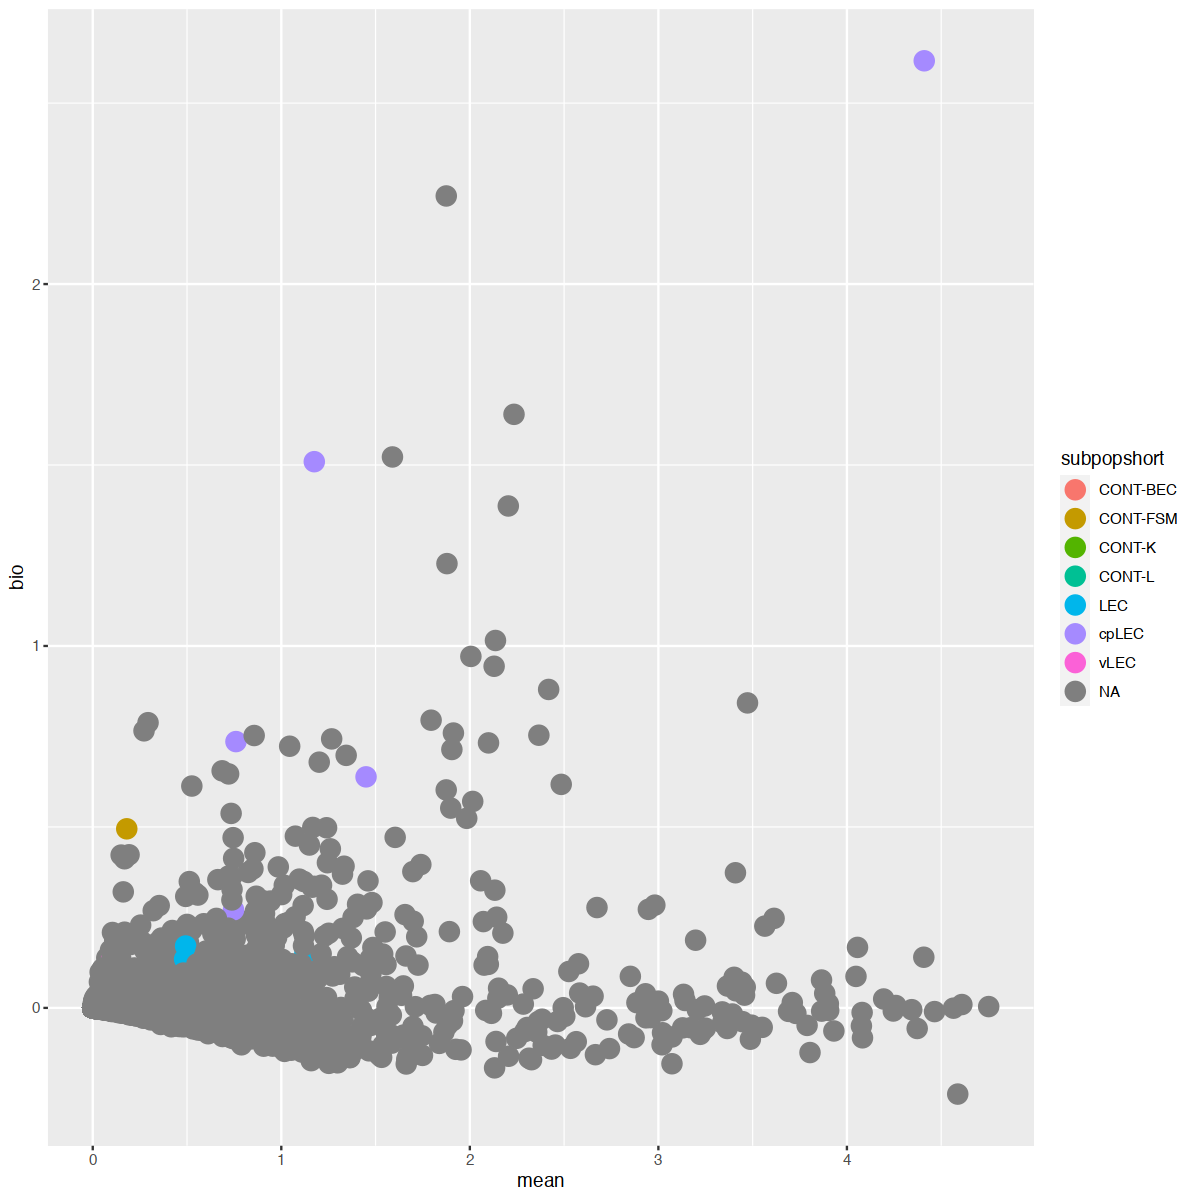 2
1
0
bio
0
1
2
3
4
mean
subpopshort
CONT-BEC
CONT-FSM
CONT-K
CONT-L
LEC
cpLEC
vLEC
NA